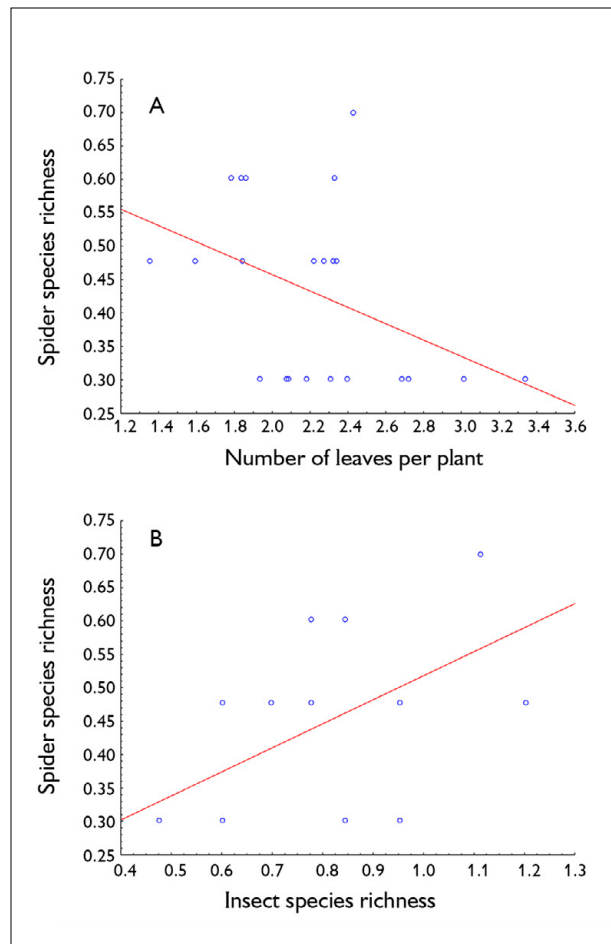 A
0.75
0.70
0.65
0.60
0.55
0.50
0.45
0.40
0.35
0.30
0.25
Spider species richness
1.2 1.4 1.6 1.8 2.0 2.2 2.4 2.6 2.8 3.0 3.2 3.4 3.6
Number of leaves per plant
B
0.75
0.70
0.65
0.60
0.55
0.50
0.45
0.40
0.35
0.30
0.25
Spider species richness
0.4 0.5 0.6 0.7 0.8 0.9 1.0 1.1 1.2 1.3
Insect species richness